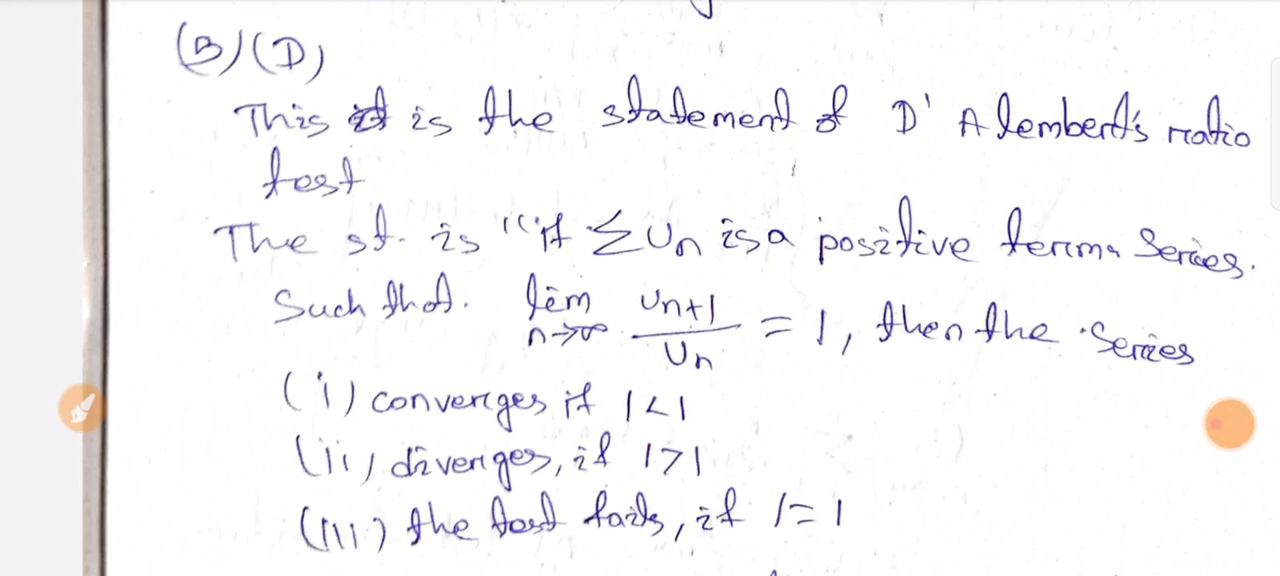 (B)(D)
This is the statement of D' Alembert's ratio
test
The st. is "if ΣUn is a positive term Series.
Such that. lim n→∞ Un+1/Un = l, then the Series
(i) converges if l<1
(ii) diverges, if l>1
(iii) the test fails, if l=1